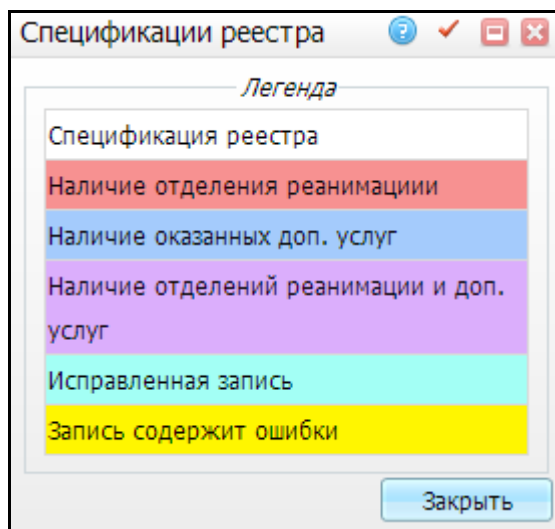 Спецификации реестра
Легенда
Спецификация реестра
Наличие отделения реанимациии
Наличие оказанных доп. услуг
Наличие отделений реанимации и доп.
услуг
Исправленная запись
Запись содержит ошибки
Закрыть